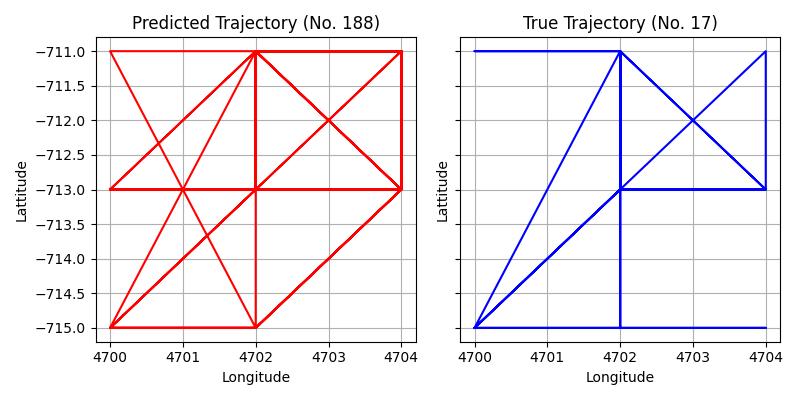 Predicted Trajectory (No. 188)
True Trajectory (No. 17)
Lattitude
−711.0
−711.5
−712.0
−712.5
−713.0
−713.5
−714.0
−714.5
−715.0
4700 4701 4702 4703 4704
Longitude
Lattitude
4700 4701 4702 4703 4704
Longitude